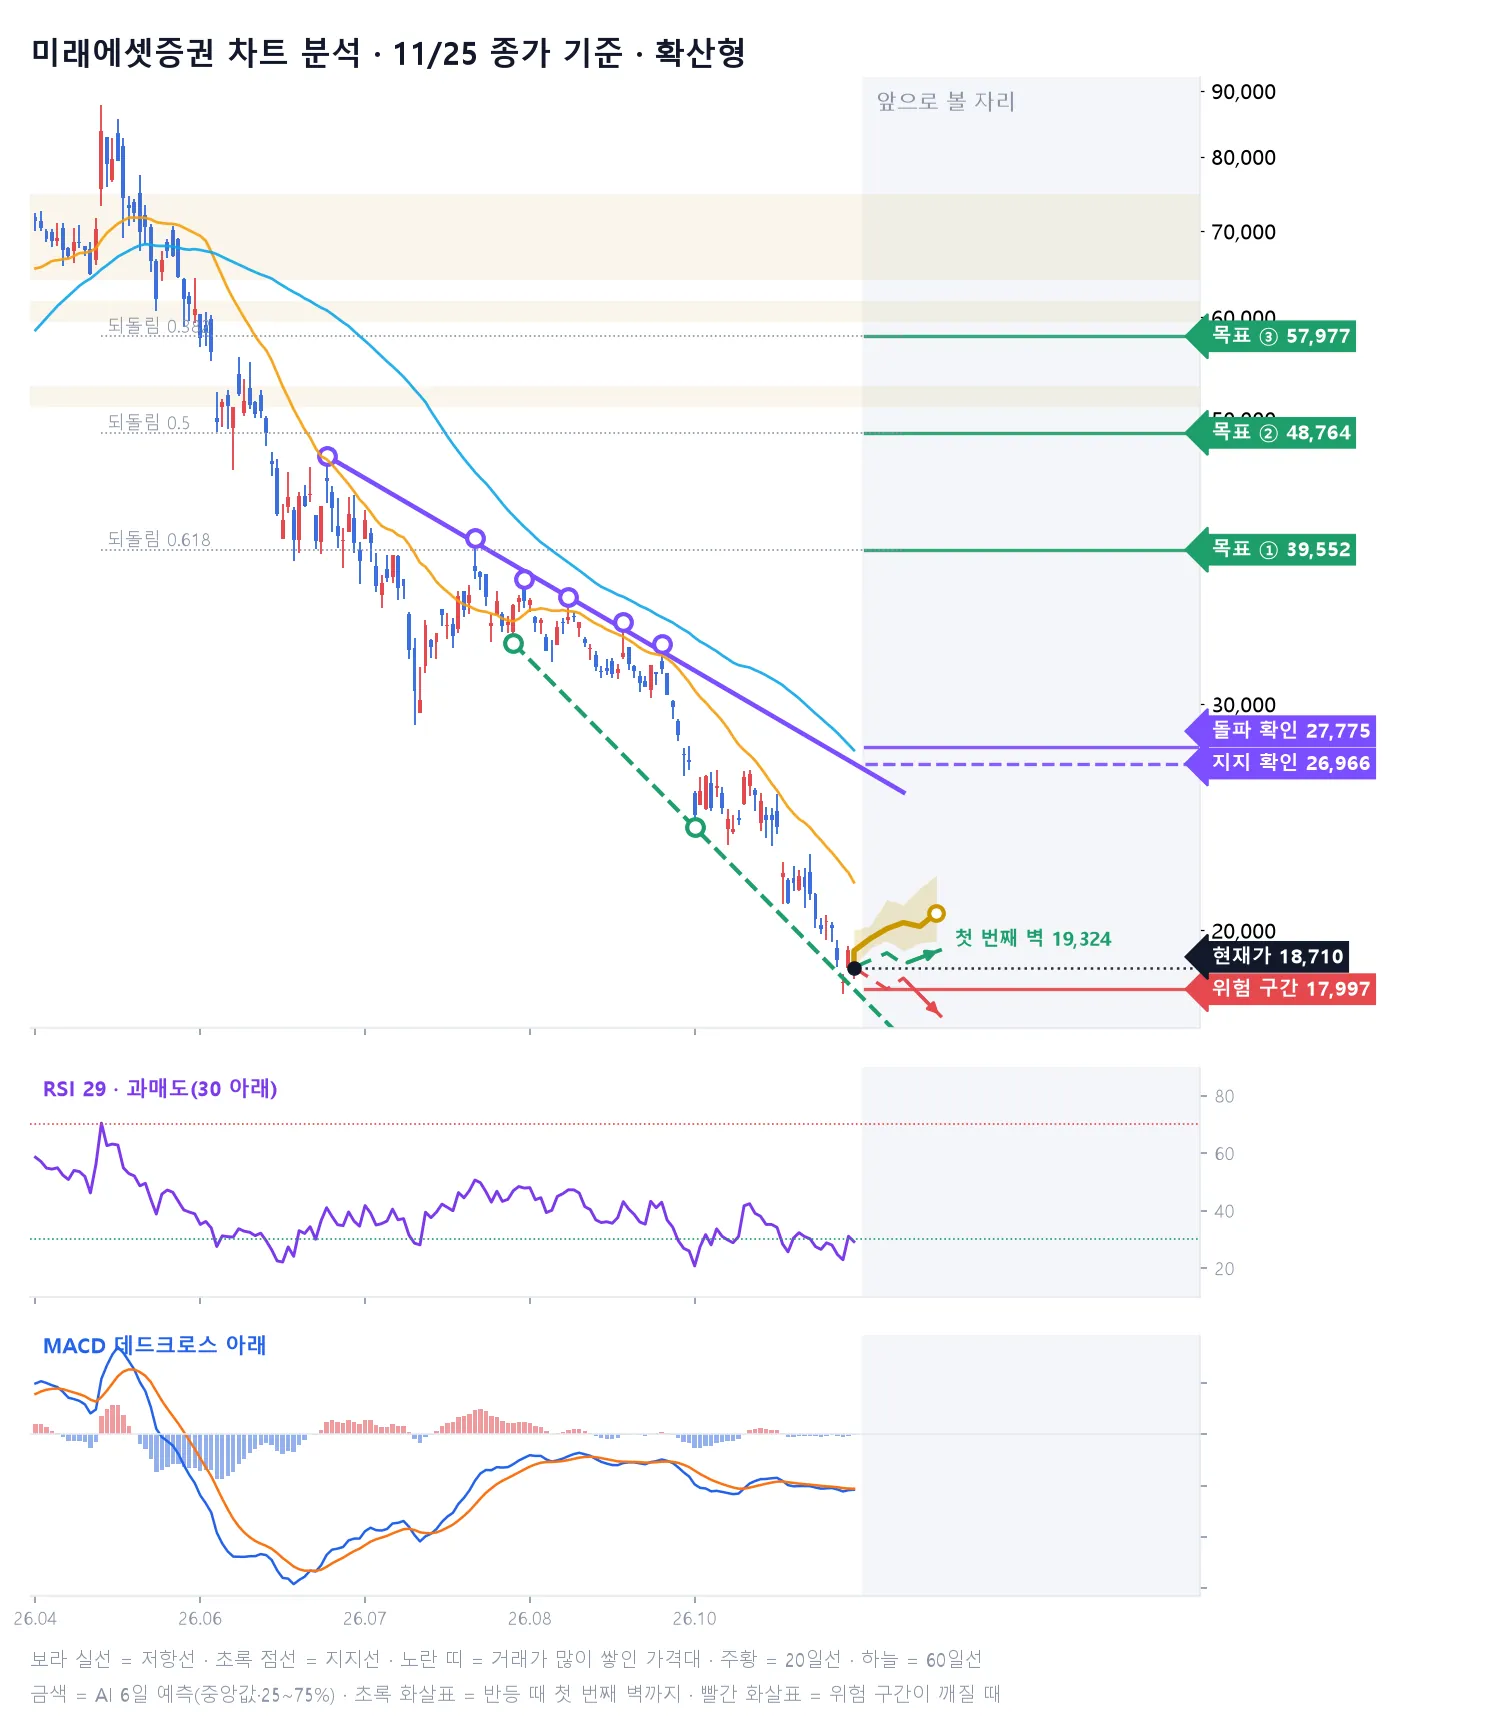 미래에셋증권 차트 분석 · 11/25 종가 기준 · 확산형
앞으로 볼 자리
90,000
80,000
70,000
60,000
되돌림 0.382
목표 ③ 57,977
50,000
되돌림 0.5
목표 ② 48,764
되돌림 0.618
목표 ① 39,552
30,000
돌파 확인 27,775
지지 확인 26,966
20,000
첫 번째 벽 19,324
현재가 18,710
위험 구간 17,997
RSI 29 · 과매도(30 아래)
80
60
40
20
MACD 데드크로스 아래
26.04 26.06 26.07 26.08 26.10
보라 실선 = 저항선 · 초록 점선 = 지지선 · 노란 띠 = 거래가 많이 쌓인 가격대 · 주황 = 20일선 · 하늘 = 60일선
금색 = AI 6일 예측(중앙값·25~75%) · 초록 화살표 = 반등 때 첫 번째 벽까지 · 빨간 화살표 = 위험 구간이 깨질 때